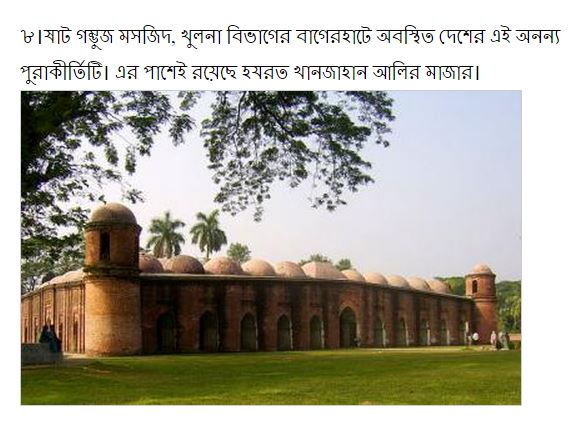 ৮।ষাট গম্ভুজ মসজিদ, খুলনা বিভাগের বাগেরহাটে অবস্থিত দেশের এই অনন্য
পুরাকীর্তিটি। এর পাশেই রয়েছে হযরত খানজাহান আলির মাজার।